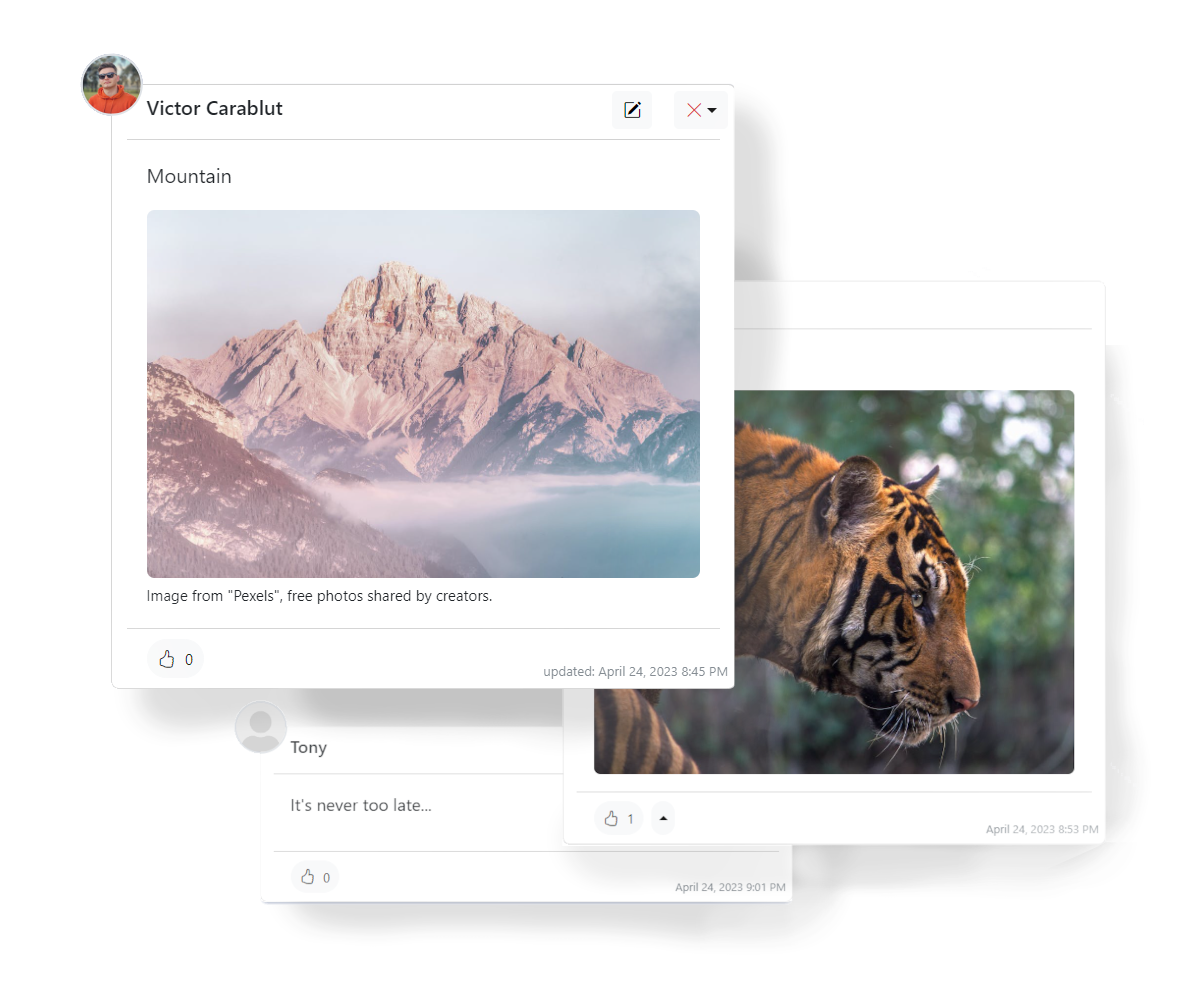 Victor Carablut
Mountain
Image from "Pexels", free photos shared by creators.
0
updated: April 24, 2023 8:45 PM
1
April 24, 2023 8:53 PM
Tony
It's never too late...
0
April 24, 2023 9:01 PM